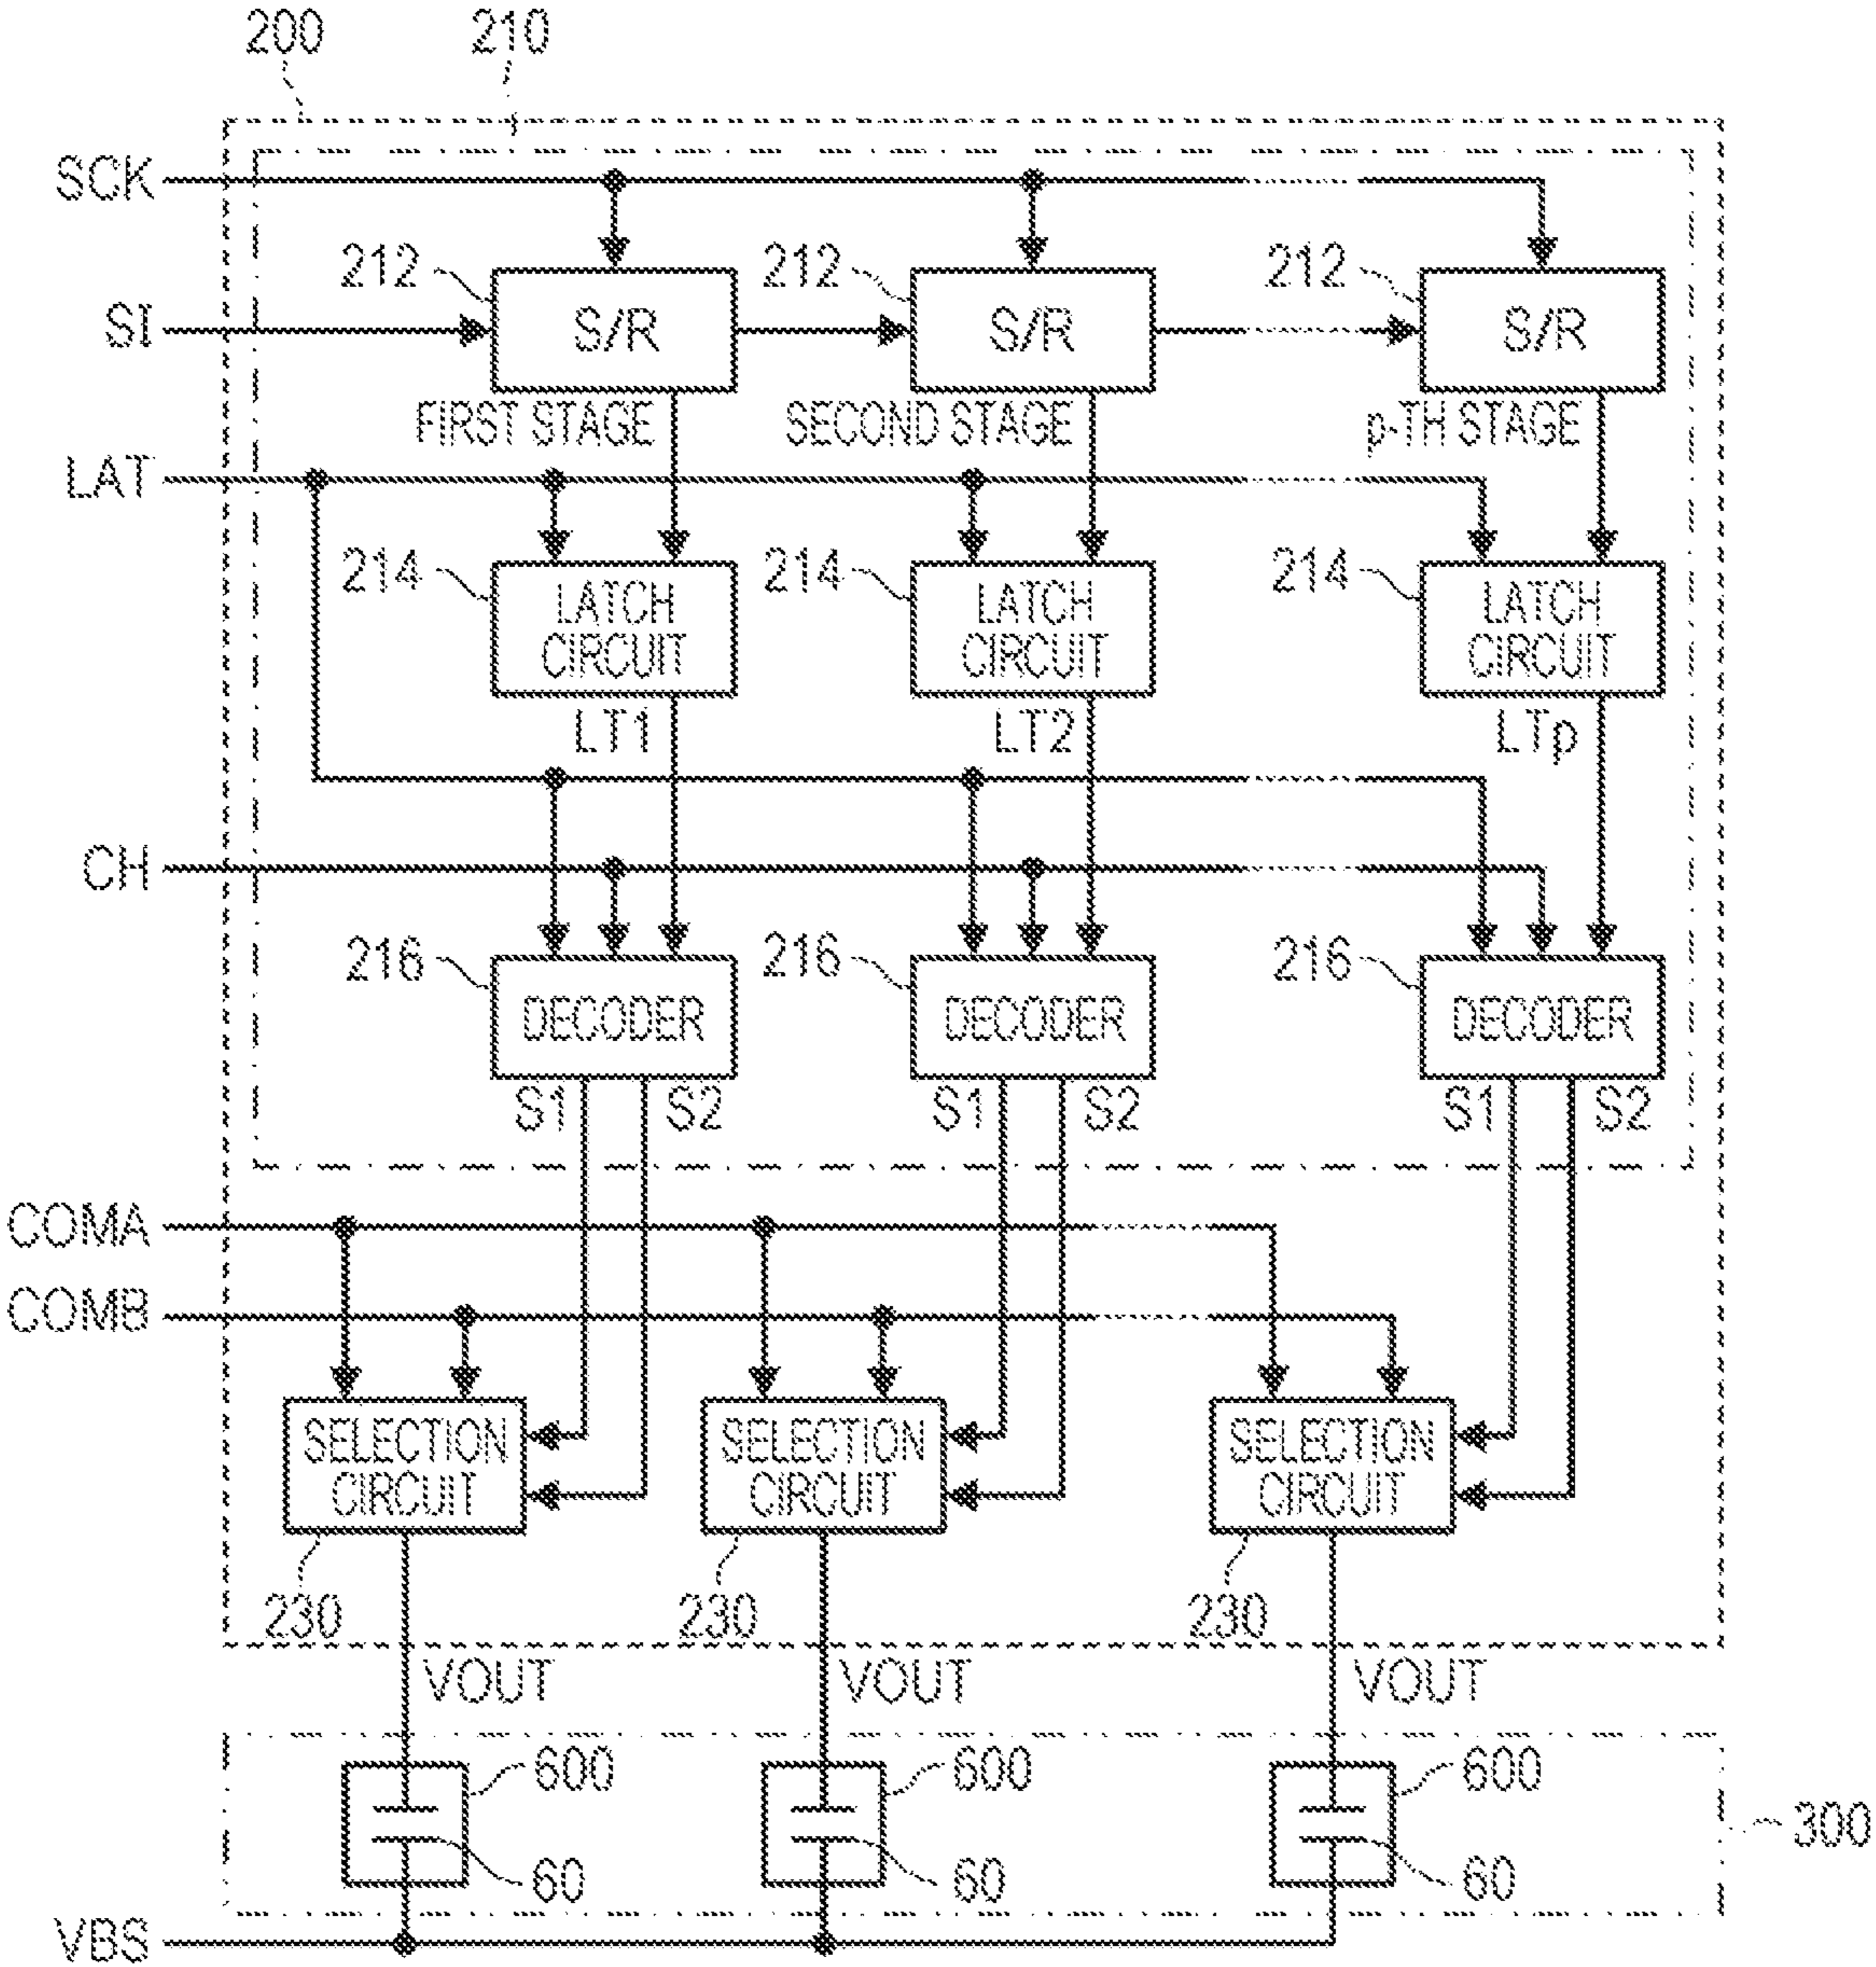 200 210
SCK
212 212 212
SI S/R S/R S/R
FIRST STAGE SECOND STAGE p-TH STAGE
LAT
214 214 214
LATCH LATCH LATCH
CIRCUIT CIRCUIT CIRCUIT
LT1 LT2 LTp
CH
216 216 216
DECODER DECODER DECODER
S1 S2 S1 S2 S1 S2
COMA
COMB
SELECTION SELECTION SELECTION
CIRCUIT CIRCUIT CIRCUIT
230 230 230
VOUT VOUT VOUT
600 600 600
300
60 60 60
VBS